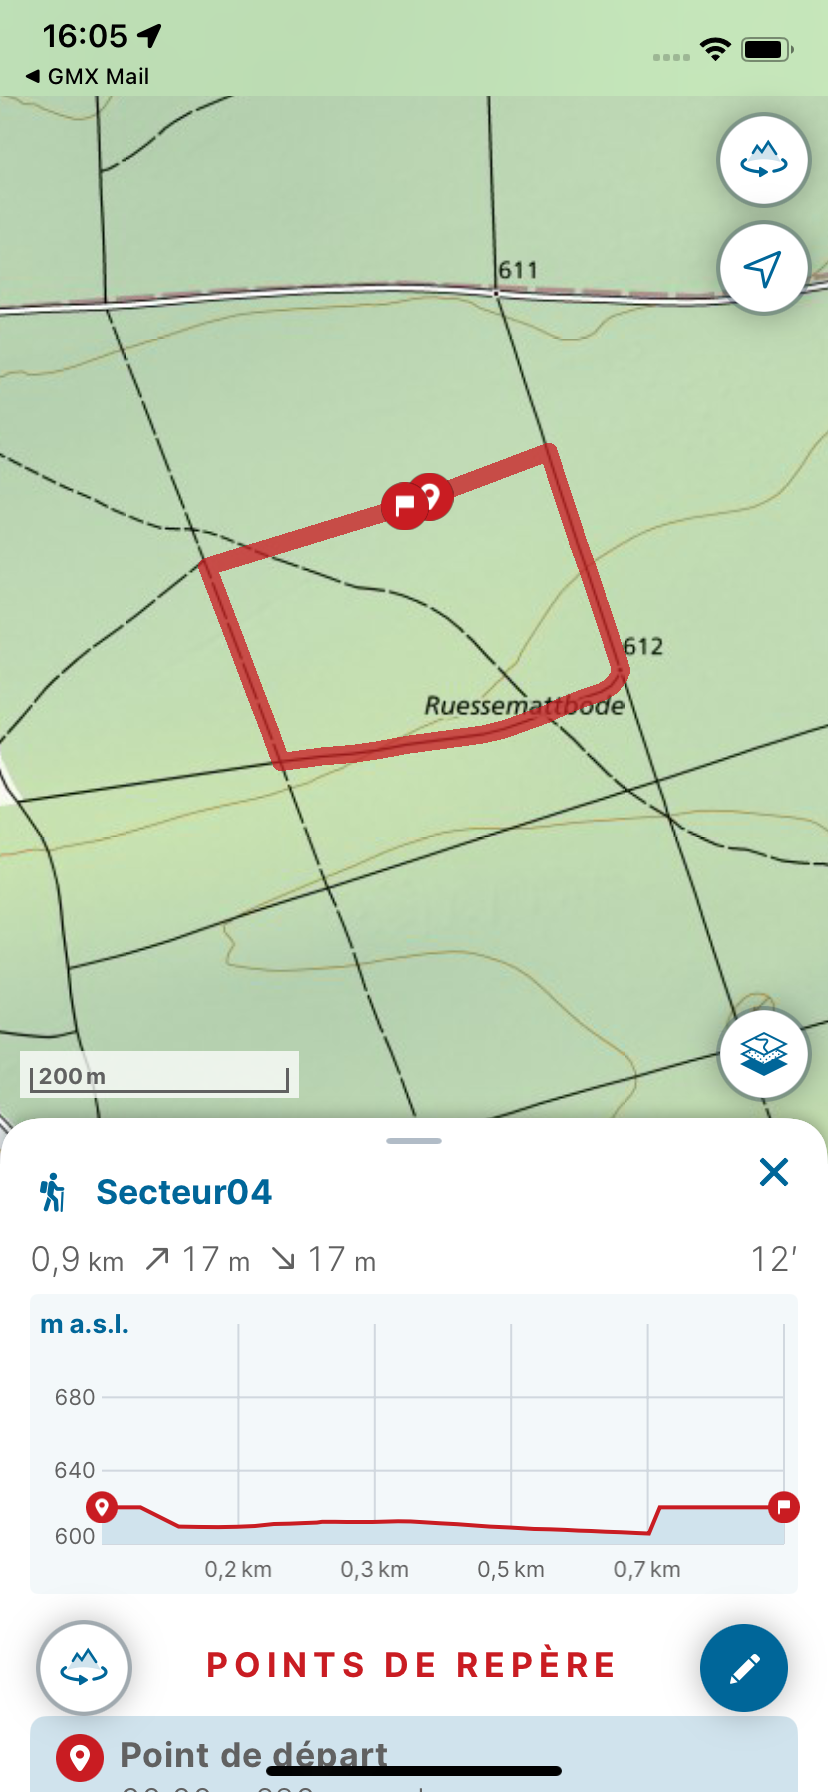 16:05
◀ GMX Mail
611
612
Ruessemattbode
200 m
Secteur04
0,9 km ↗ 17 m ↘ 17 m 12′
m a.s.l.
680
640
600
0,2 km 0,3 km 0,5 km 0,7 km
POINTS DE REPÈRE
Point de départ